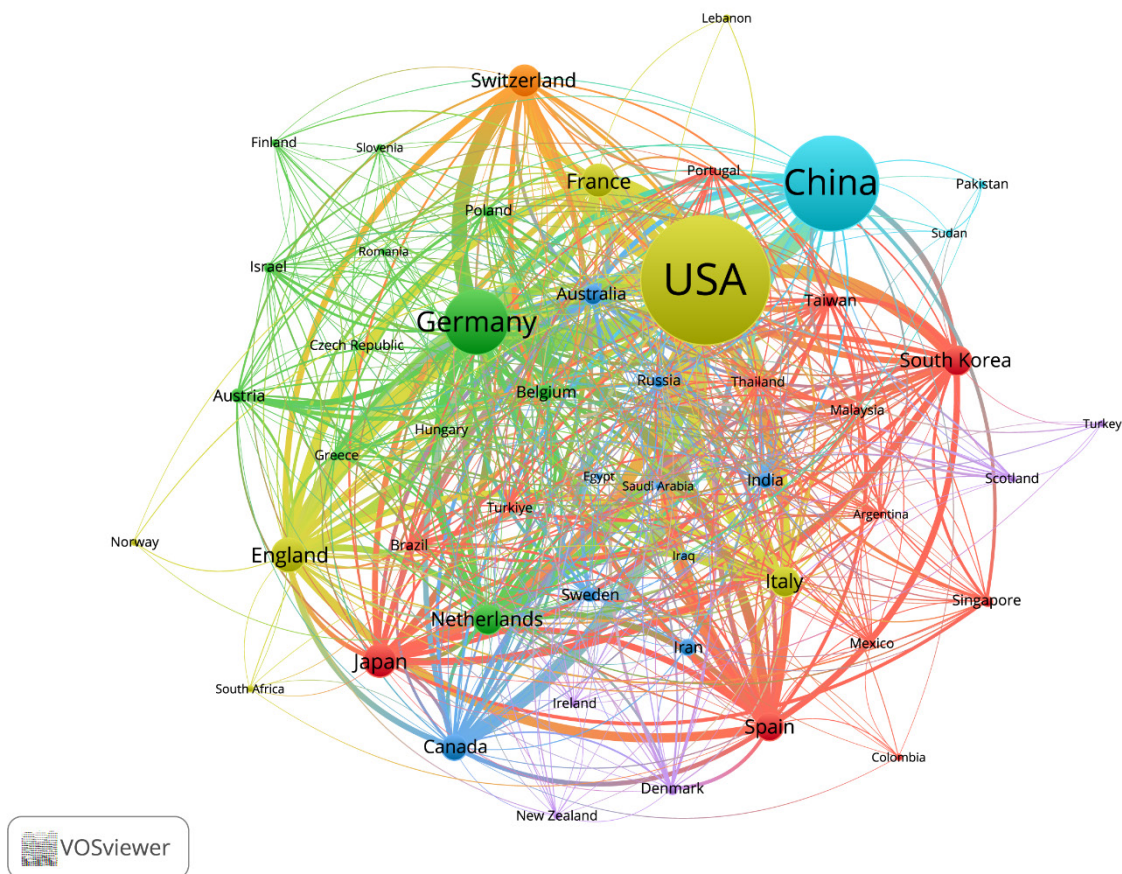 Lebanon
Switzerland
Finland
Slovenia
France
Portugal
China
Pakistan
Poland
Sudan
Romania
Israel
USA
Australia
Taiwan
Germany
Czech Republic
South Korea
Austria
Belgium
Russia
Thailand
Malaysia
Turkey
Hungary
Greece
Egypt
Saudi Arabia
India
Scotland
Turkiye
Argentina
Norway
England
Brazil
Iraq
Italy
Sweden
Singapore
Netherlands
Japan
Iran
Mexico
South Africa
Ireland
Canada
Spain
Colombia
Denmark
New Zealand
VOSviewer